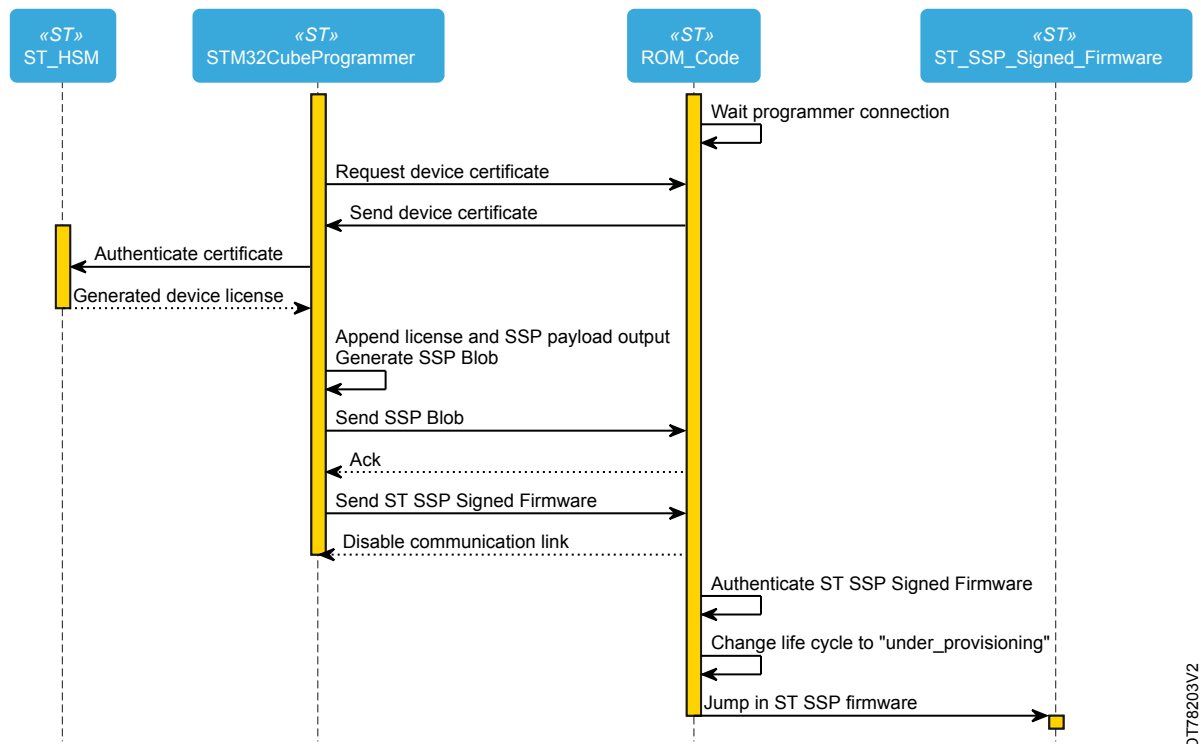 «ST»
ST_HSM
«ST»
STM32CubeProgrammer
«ST»
ROM_Code
«ST»
ST_SSP_Signed_Firmware
Wait programmer connection
Request device certificate
Send device certificate
Authenticate certificate
Generated device license
Append license and SSP payload output
Generate SSP Blob
Send SSP Blob
Ack
Send ST SSP Signed Firmware
Disable communication link
Authenticate ST SSP Signed Firmware
Change life cycle to "under_provisioning"
Jump in ST SSP firmware
DT78203V2